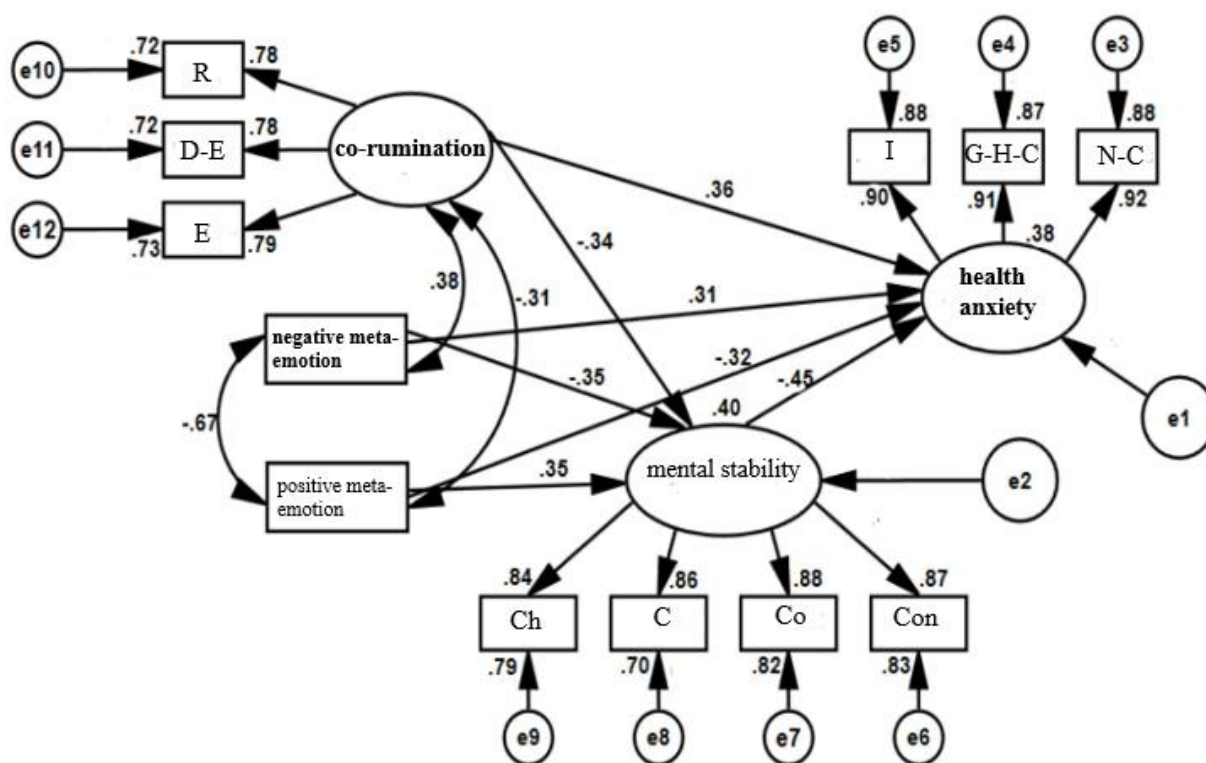 e5
e4
e3
.72
.78
e10
R
.88
.87
.88
.72
.78
e11
D-E
co-rumination
I
G-H-C
N-C
.36
.90
.91
.92
e12
E
.73
.79
-.34
.38
health
anxiety
.38
-.31
.31
negative meta-
emotion
-.32
-.35
-.45
.40
e1
-.67
positive meta-
emotion
.35
mental stability
e2
.84
.86
.88
.87
Ch
C
Co
Con
.79
.70
.82
.83
e9
e8
e7
e6